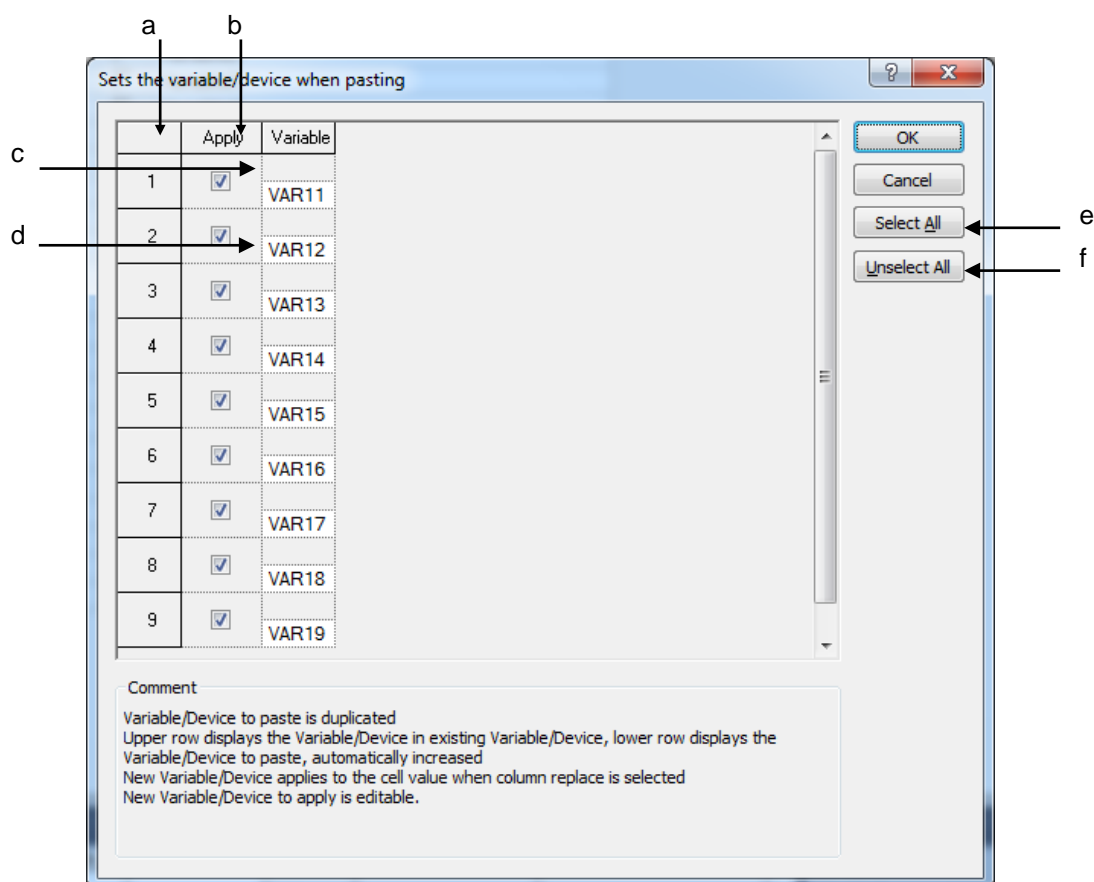 a b
Sets the variable/device when pasting
Apply Variable
OK
c
1 VAR11
Cancel
Select All
e
d
2 VAR12
Unselect All
f
3 VAR13
4 VAR14
5 VAR15
6 VAR16
7 VAR17
8 VAR18
9 VAR19
Comment
Variable/Device to paste is duplicated
Upper row displays the Variable/Device in existing Variable/Device, lower row displays the
Variable/Device to paste, automatically increased
New Variable/Device applies to the cell value when column replace is selected
New Variable/Device to apply is editable.